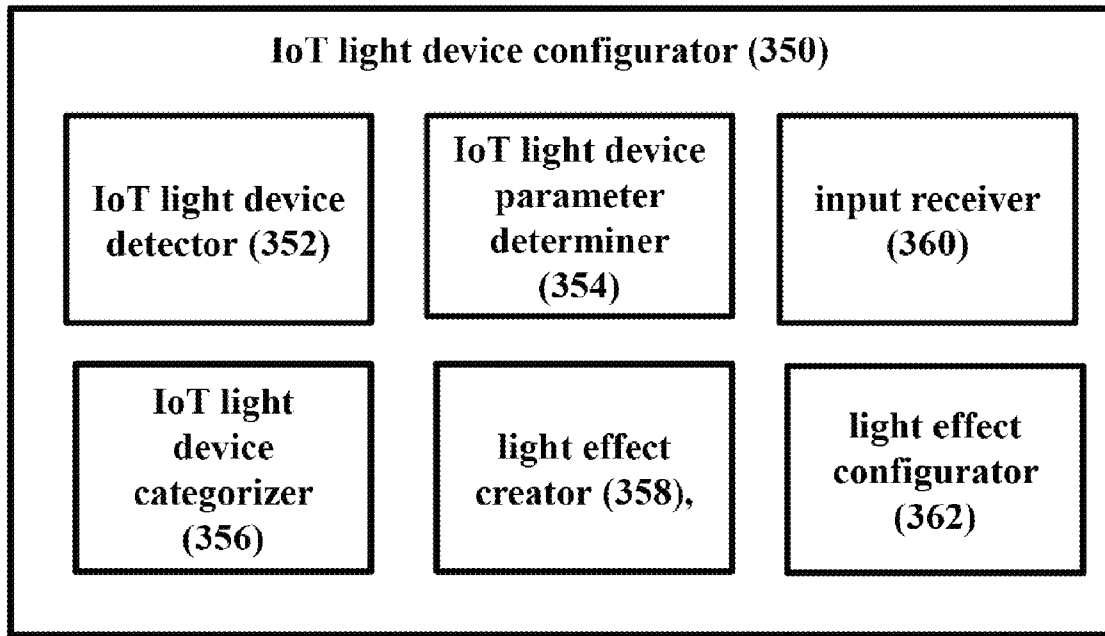 IoT light device configurator (350)
IoT light device
detector (352)
IoT light device
parameter
determiner
(354)
input receiver
(360)
IoT light
device
categorizer
(356)
light effect
creator (358),
light effect
configurator
(362)